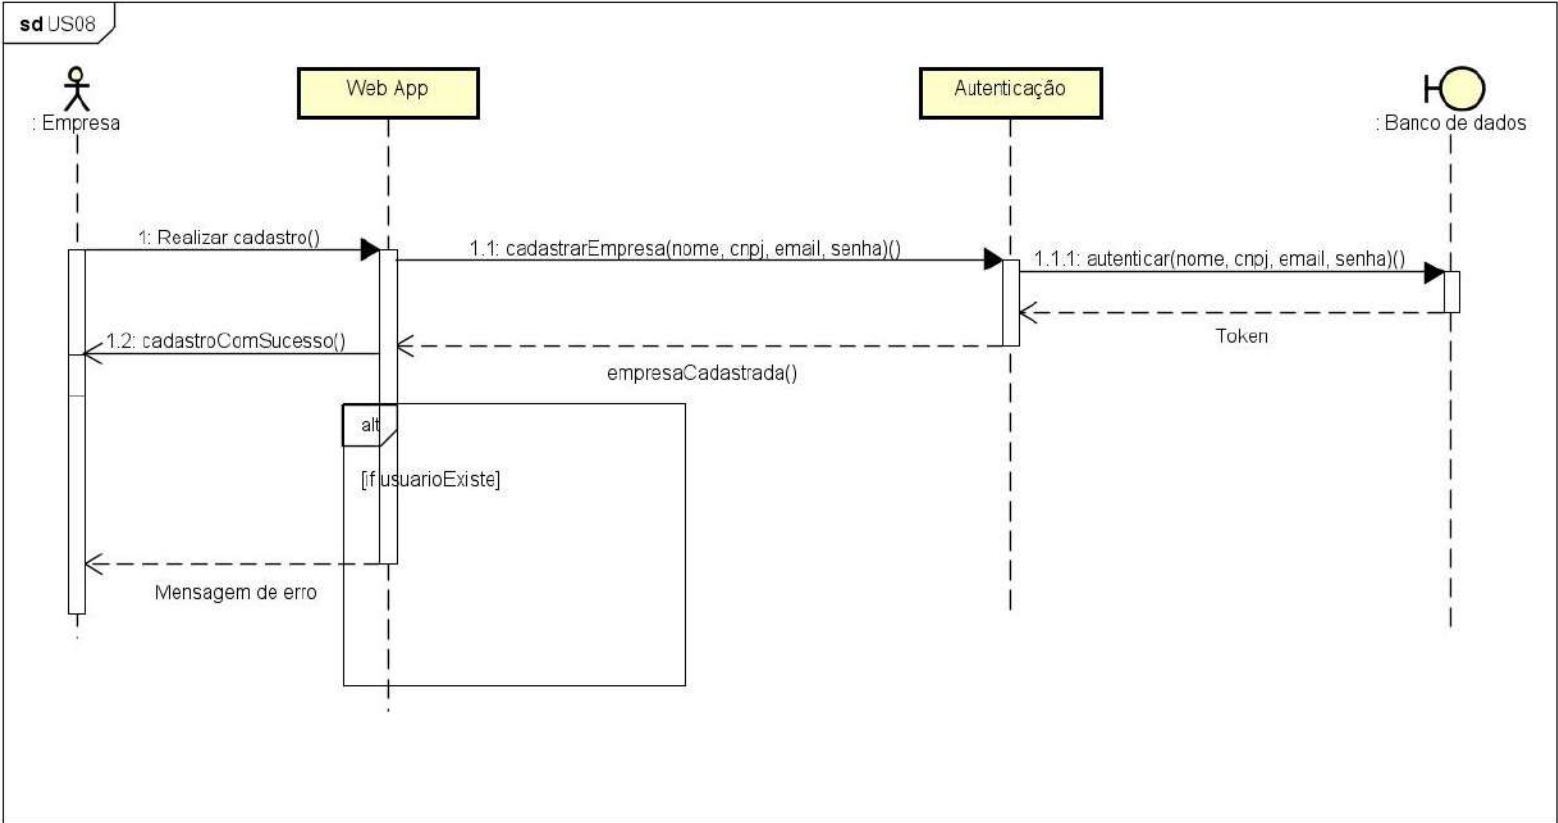 sd US08
: Empresa
Web App
Autenticação
: Banco de dados
1: Realizar cadastro()
1.1: cadastrarEmpresa(nome, cnpj, email, senha)()
1.1.1: autenticar(nome, cnpj, email, senha)()
Token
1.2: cadastroComSucesso()
empresaCadastrada()
alt
[if usuarioExiste]
Mensagem de erro